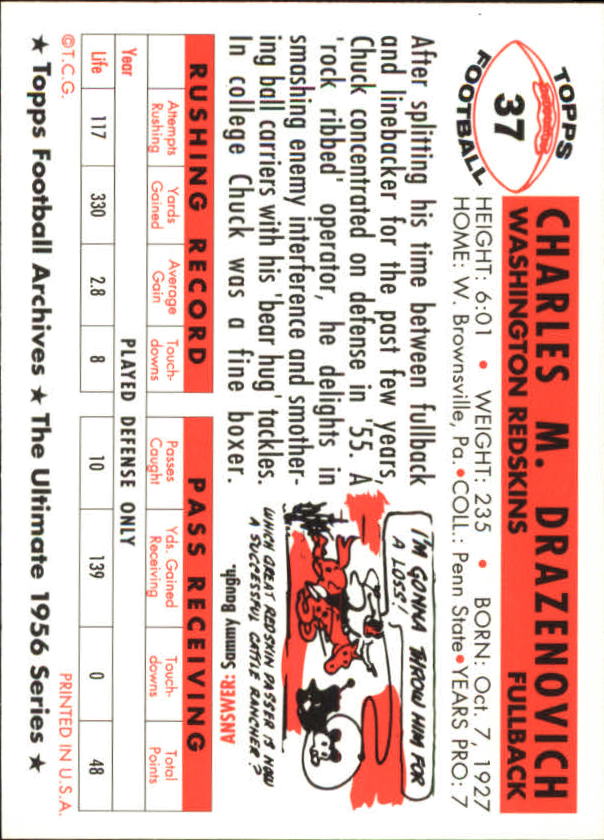 TOPPS
37
FOOTBALL
CHARLES M. DRAZENOVICH
WASHINGTON REDSKINS FULLBACK
HEIGHT: 6:01 • WEIGHT: 235 • BORN: Oct. 7, 1927
HOME: W. Brownsville, Pa. • COLL.: Penn State • YEARS PRO: 7
After splitting his time between fullback
and linebacker for the past few years,
Chuck concentrated on defense in '55. A
'rock ribbed' operator, he delights in
smashing enemy interference and smother-
ing ball carriers with his 'bear hug' tackles.
In college Chuck was a fine boxer.
I'M GONNA THROW HIM FOR
A LOSS!
WHICH GREAT REDSKIN PASSER IS NOW
A SUCCESSFUL CATTLE RANCHER?
ANSWER: Sammy Baugh.
RUSHING RECORD PASS RECEIVING
Attempts Rushing Yards Gained Average Gain Touch-downs Passes Caught Yds. Gained Receiving Touch-downs Total Points
Year PLAYED DEFENSE ONLY
Life 117 330 2.8 8 10 139 0 48
©T.C.G. PRINTED IN U.S.A.
★ Topps Football Archives ★ The Ultimate 1956 Series ★